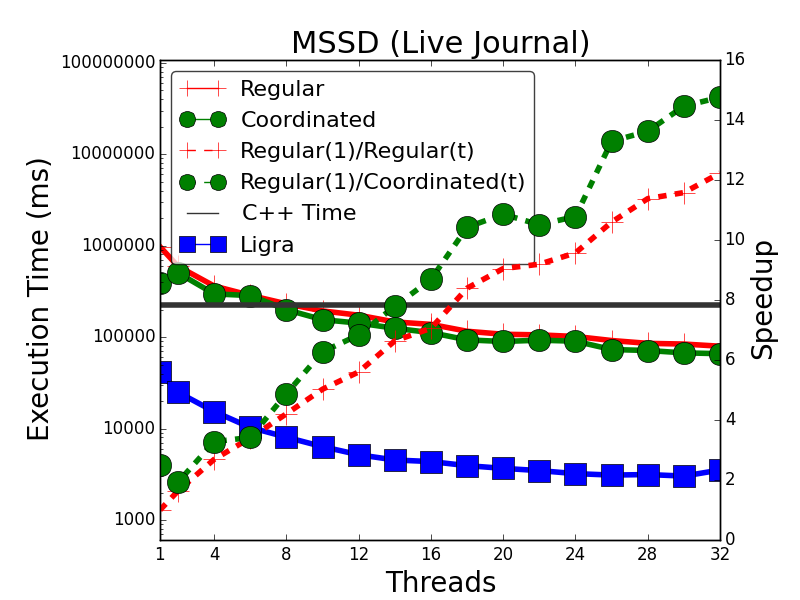 MSSD (Live Journal)
100000000
10000000
1000000
100000
10000
1000
Execution Time (ms)
Regular
Coordinated
Regular(1)/Regular(t)
Regular(1)/Coordinated(t)
C++ Time
Ligra
16
14
12
10
8
6
4
2
0
Speedup
1 4 8 12 16 20 24 28 32
Threads